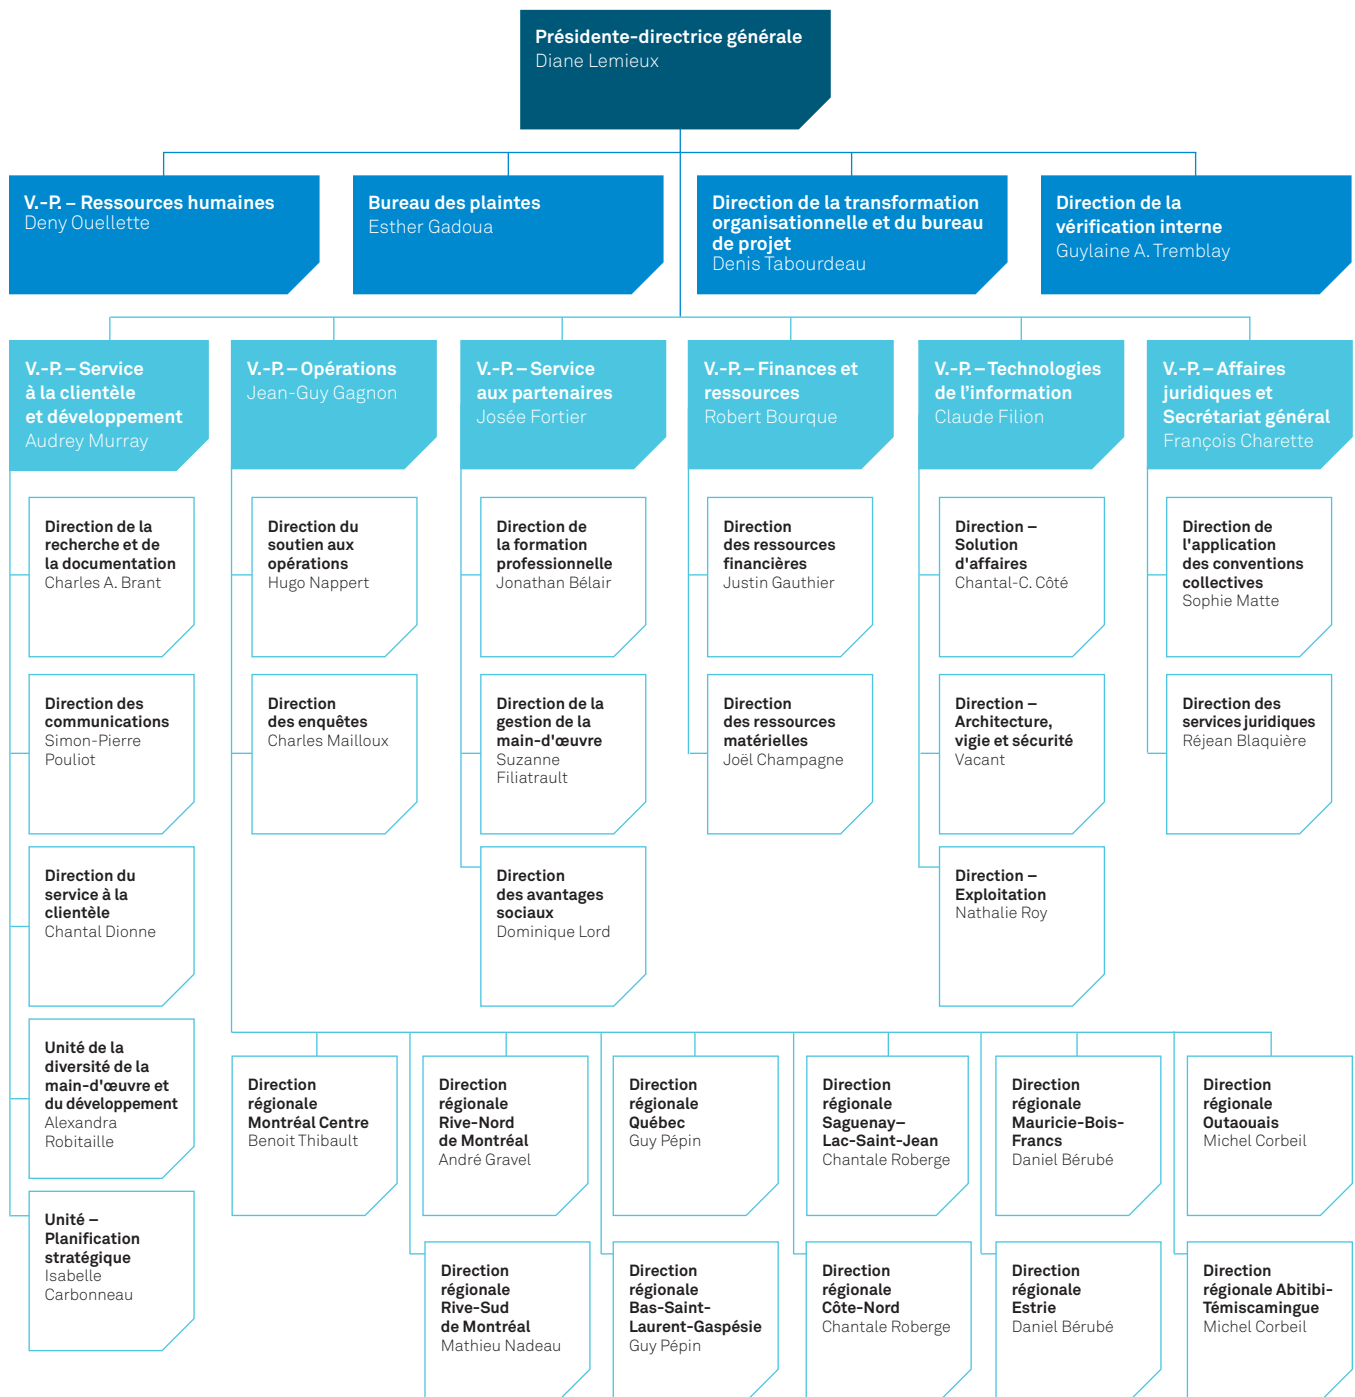 Présidente-directrice générale
Diane Lemieux
V.-P. – Ressources humaines
Deny Ouellette
Bureau des plaintes
Esther Gadoua
Direction de la transformation
organisationnelle et du bureau
de projet
Denis Tabourdeau
Direction de la
vérification interne
Guylaine A. Tremblay
V.-P. – Service
à la clientèle
et développement
Audrey Murray
V.-P. – Opérations
Jean-Guy Gagnon
V.-P. – Service
aux partenaires
Josée Fortier
V.-P. – Finances et
ressources
Robert Bourque
V.-P. – Technologies
de l'information
Claude Filion
V.-P. – Affaires
juridiques et
Secrétariat général
François Charette
Direction de la
recherche et de
la documentation
Charles A. Brant
Direction du
soutien aux
opérations
Hugo Nappert
Direction de
la formation
professionnelle
Jonathan Bélair
Direction
des ressources
financières
Justin Gauthier
Direction –
Solution
d'affaires
Chantal-C. Côté
Direction de
l'application
des conventions
collectives
Sophie Matte
Direction des
communications
Simon-Pierre
Pouliot
Direction
des enquêtes
Charles Mailloux
Direction de la
gestion de la
main-d'œuvre
Suzanne
Filiatrault
Direction
des ressources
matérielles
Joël Champagne
Direction –
Architecture,
vigie et sécurité
Vacant
Direction des
services juridiques
Réjean Blaquière
Direction du
service à la
clientèle
Chantal Dionne
Direction
des avantages
sociaux
Dominique Lord
Direction –
Exploitation
Nathalie Roy
Unité de la
diversité de la
main-d'œuvre et
du développement
Alexandra
Robitaille
Direction
régionale
Montréal Centre
Benoit Thibault
Direction
régionale
Rive-Nord
de Montréal
André Gravel
Direction
régionale
Québec
Guy Pépin
Direction
régionale
Saguenay–
Lac-Saint-Jean
Chantale Roberge
Direction
régionale
Mauricie-Bois-
Francs
Daniel Bérubé
Direction
régionale
Outaouais
Michel Corbeil
Unité –
Planification
stratégique
Isabelle
Carbonneau
Direction
régionale
Rive-Sud
de Montréal
Mathieu Nadeau
Direction
régionale
Bas-Saint-
Laurent-Gaspésie
Guy Pépin
Direction
régionale
Côte-Nord
Chantale Roberge
Direction
régionale
Estrie
Daniel Bérubé
Direction
régionale Abitibi-
Témiscamingue
Michel Corbeil